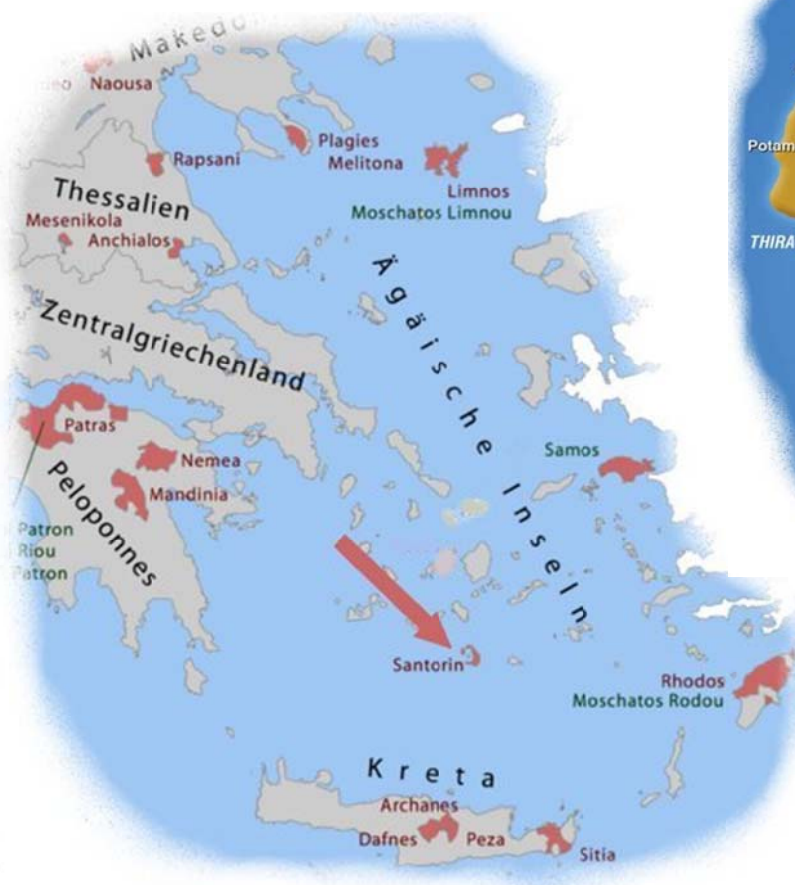 Makedo
Naousa
Plagies
Melitona
Rapsani
Limnos
Moschatos Limnou
Thessalien
Mesenikola
Anchialos
Ägäische Inseln
Zentralgriechenland
Patras
Nemea
Mandinia
Peloponnes
Samos
Patron
Riou
Patron
Santorin
Rhodos
Moschatos Rodou
Kreta
Archanes
Dafnes
Peza
Sitia
Potam
THIRA